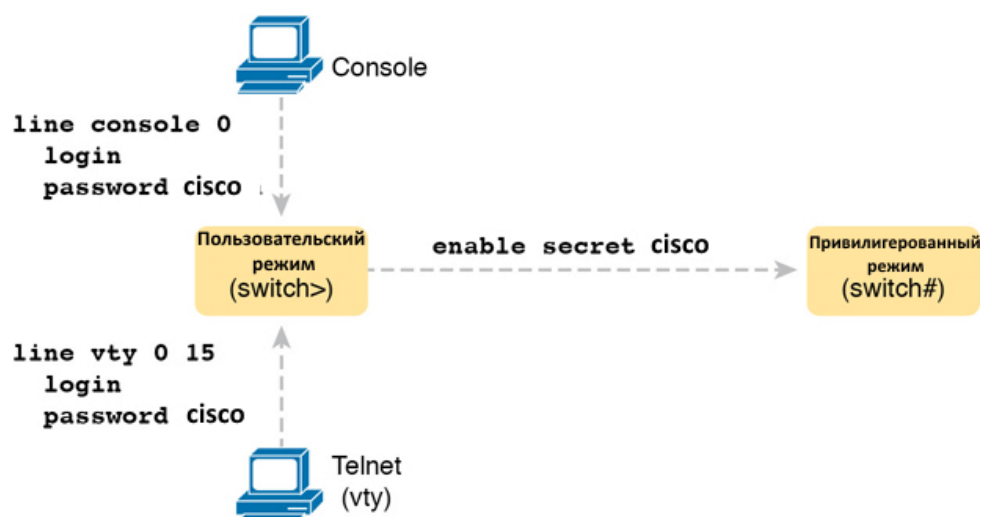 Console
line console 0
login
password cisco
Пользовательский
режим
(switch>)
enable secret cisco
Привилигерованный
режим
(switch#)
line vty 0 15
login
password cisco
Telnet
(vty)